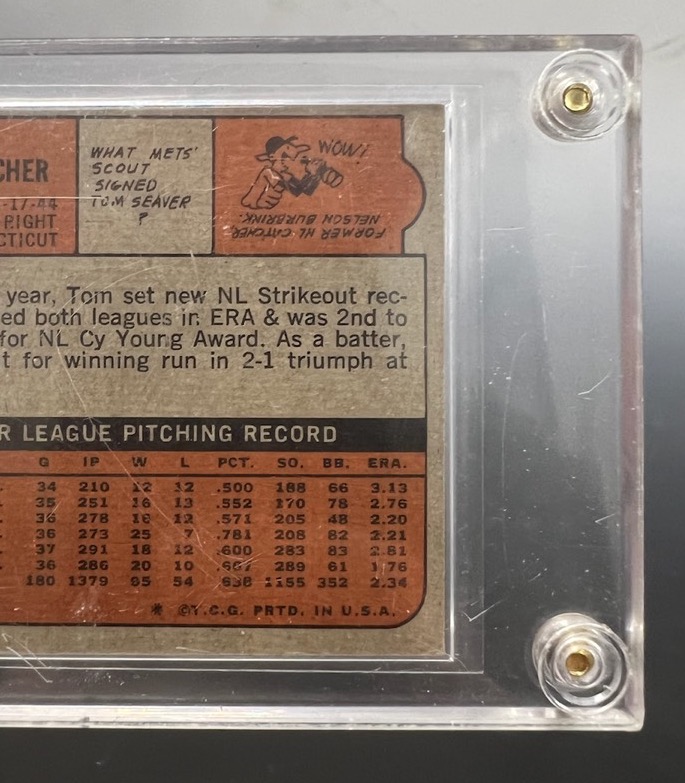 CHER
-17-44
RIGHT
CTICUT
WHAT METS'
SCOUT
SIGNED
TOM SEAVER
?
WOW!
FORMER NL CATCHER,
NELSON BURBRINK.
year, Tom set new NL Strikeout rec-
ed both leagues in ERA & was 2nd to
for NL Cy Young Award. As a batter,
t for winning run in 2-1 triumph at
R LEAGUE PITCHING RECORD
G IP W L PCT. SO. BB. ERA.
34 210 12 12 .500 188 66 3.13
35 251 16 13 .552 170 78 2.76
36 278 16 12 .571 205 48 2.20
36 273 25 7 .781 208 82 2.21
37 291 18 12 .600 283 83 2.81
36 286 20 10 .667 289 61 1.76
180 1379 95 54 .638 1155 352 2.34
* ©T.C.G. PRTD. IN U.S.A.